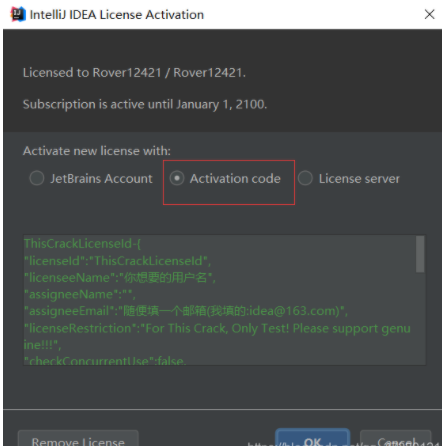 IntelliJ IDEA License Activation
Licensed to Rover12421 / Rover12421.
Subscription is active until January 1, 2100.
Activate new license with:
JetBrains Account Activation code License server
ThisCrackLicenseId-{
"licenseId":"ThisCrackLicenseId",
"licenseeName":"你想要的用户名",
"assigneeName":"",
"assigneeEmail":"随便填一个邮箱(我填的:idea@163.com)",
"licenseRestriction":"For This Crack, Only Test! Please support genu
ine!!!",
"checkConcurrentUse":false,
Remove License OK Cancel